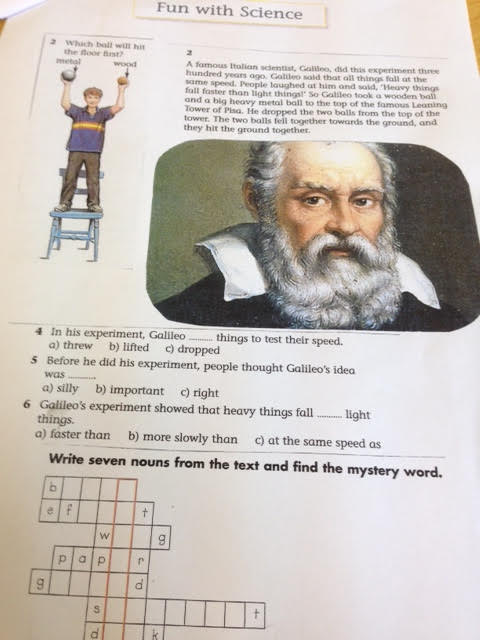 Fun with Science
2 Which ball will hit
the floor first?
metal wood
2
A famous Italian scientist, Galileo, did this experiment three
hundred years ago. Galileo said that all things fall at the
same speed. People laughed at him and said, 'Heavy things
fall faster than light things!' So Galileo took a wooden ball
and a big heavy metal ball to the top of the famous Leaning
Tower of Pisa. He dropped the two balls from the top of the
tower. The two balls fell together towards the ground, and
they hit the ground together.
4 In his experiment, Galileo .......... things to test their speed.
a) threw b) lifted c) dropped
5 Before he did his experiment, people thought Galileo's idea
was ..........
a) silly b) important c) right
6 Galileo's experiment showed that heavy things fall .......... light
things.
a) faster than b) more slowly than c) at the same speed as
Write seven nouns from the text and find the mystery word.
b
e f t
w g
p a p r
g d
s t
d k